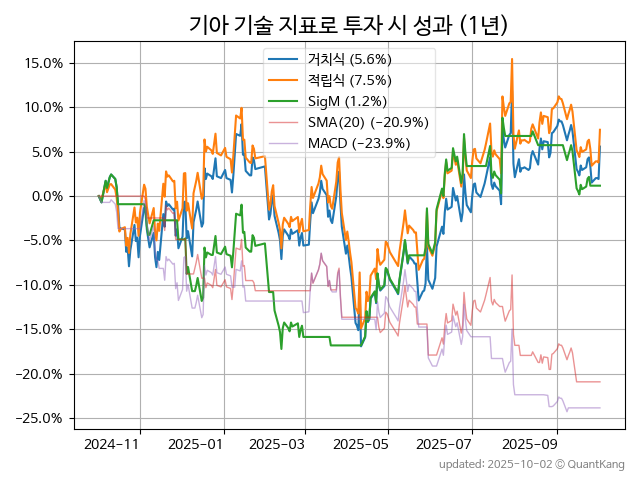 기아 기술 지표로 투자 시 성과 (1년)
거치식 (5.6%)
적립식 (7.5%)
SigM (1.2%)
SMA(20) (−20.9%)
MACD (−23.9%)
15.0%
10.0%
5.0%
0.0%
−5.0%
−10.0%
−15.0%
−20.0%
−25.0%
2024-11 2025-01 2025-03 2025-05 2025-07 2025-09
updated: 2025-10-02 © QuantKang